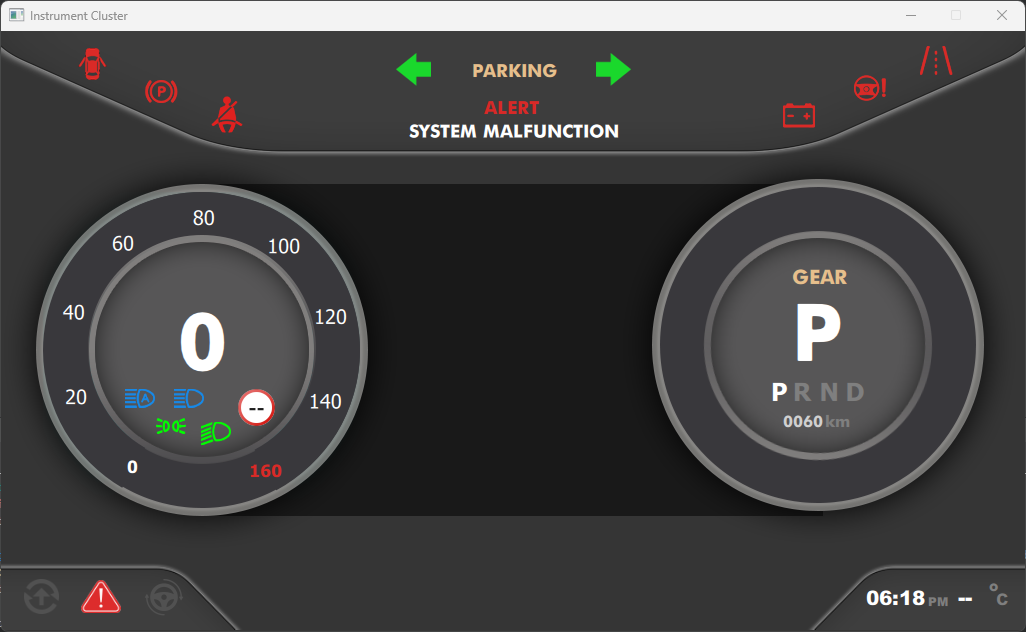 Instrument Cluster
PARKING
ALERT
SYSTEM MALFUNCTION
P
!
80
60
100
40
120
20
140
0
160
0
A
--
GEAR
P
P R N D
0060 km
!
06:18 PM -- °C